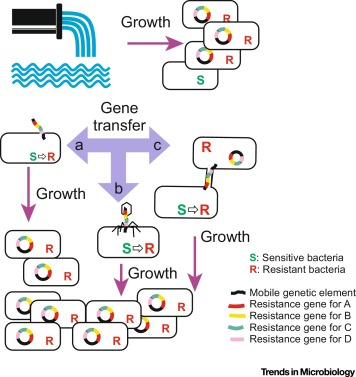 Growth
R
R
R
S
Gene
transfer
a
c
b
R
S⇨R
S⇨R
S⇨R
Growth
Growth
Growth
R
R
R
R
R
R
R
R
S: Sensitive bacteria
R: Resistant bacteria
Mobile genetic element
Resistance gene for A
Resistance gene for B
Resistance gene for C
Resistance gene for D
Trends in Microbiology